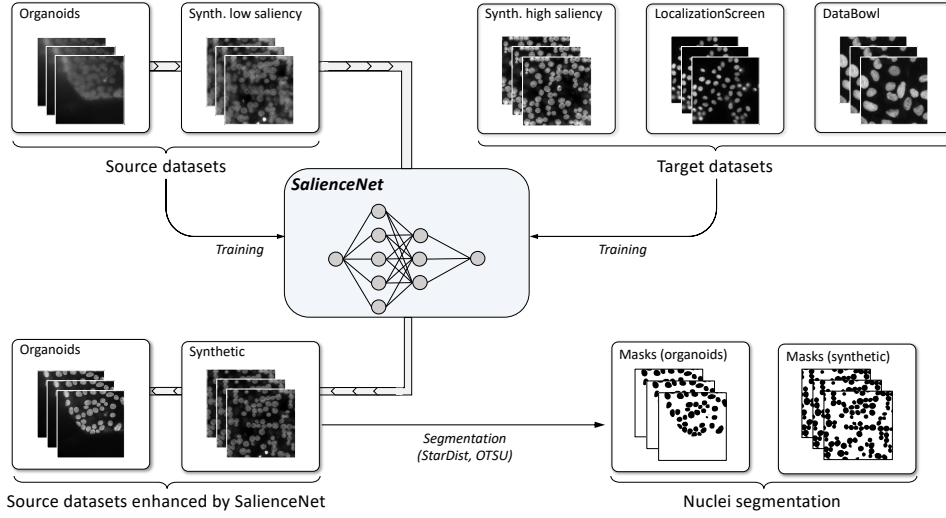 Organoids
Synth. low saliency
Synth. high saliency
LocalizationScreen
DataBowl
Source datasets
Target datasets
SalienceNet
Training
Training
Organoids
Synthetic
Masks (organoids)
Masks (synthetic)
Segmentation
(StarDist, OTSU)
Source datasets enhanced by SalienceNet
Nuclei segmentation